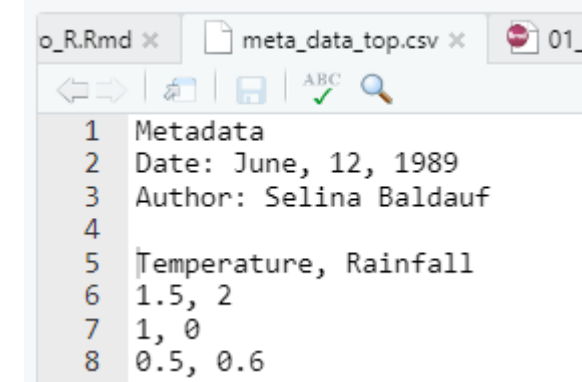 o_R.Rmd × meta_data_top.csv × 01_
ABC
1 Metadata
2 Date: June, 12, 1989
3 Author: Selina Baldauf
4
5 Temperature, Rainfall
6 1.5, 2
7 1, 0
8 0.5, 0.6